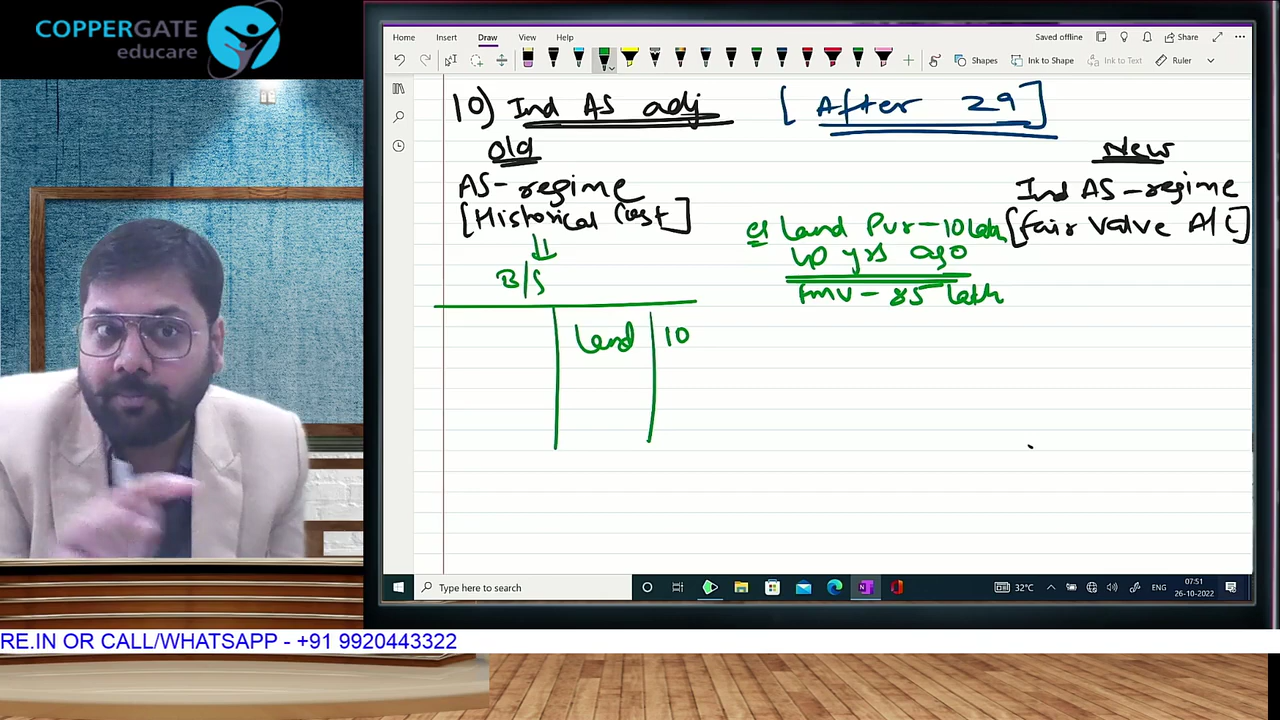 COPPERGATE
educare
Home Insert Draw View Help
Saved offline
Share
Shapes
Ink to Shape
Ink to Text
Ruler
10) Ind AS adj [After 29]
Old
AS-regime
[Historical Cost]
B/S
Land 10
eg Land Pur - 10 Lakh
40 yrs ago
FMV - 85 Lakh
New
Ind AS-regime
[Fair Value A/C]
Type here to search
32°C
ENG
07:51
26-10-2022
RE.IN OR CALL/WHATSAPP - +91 9920443322